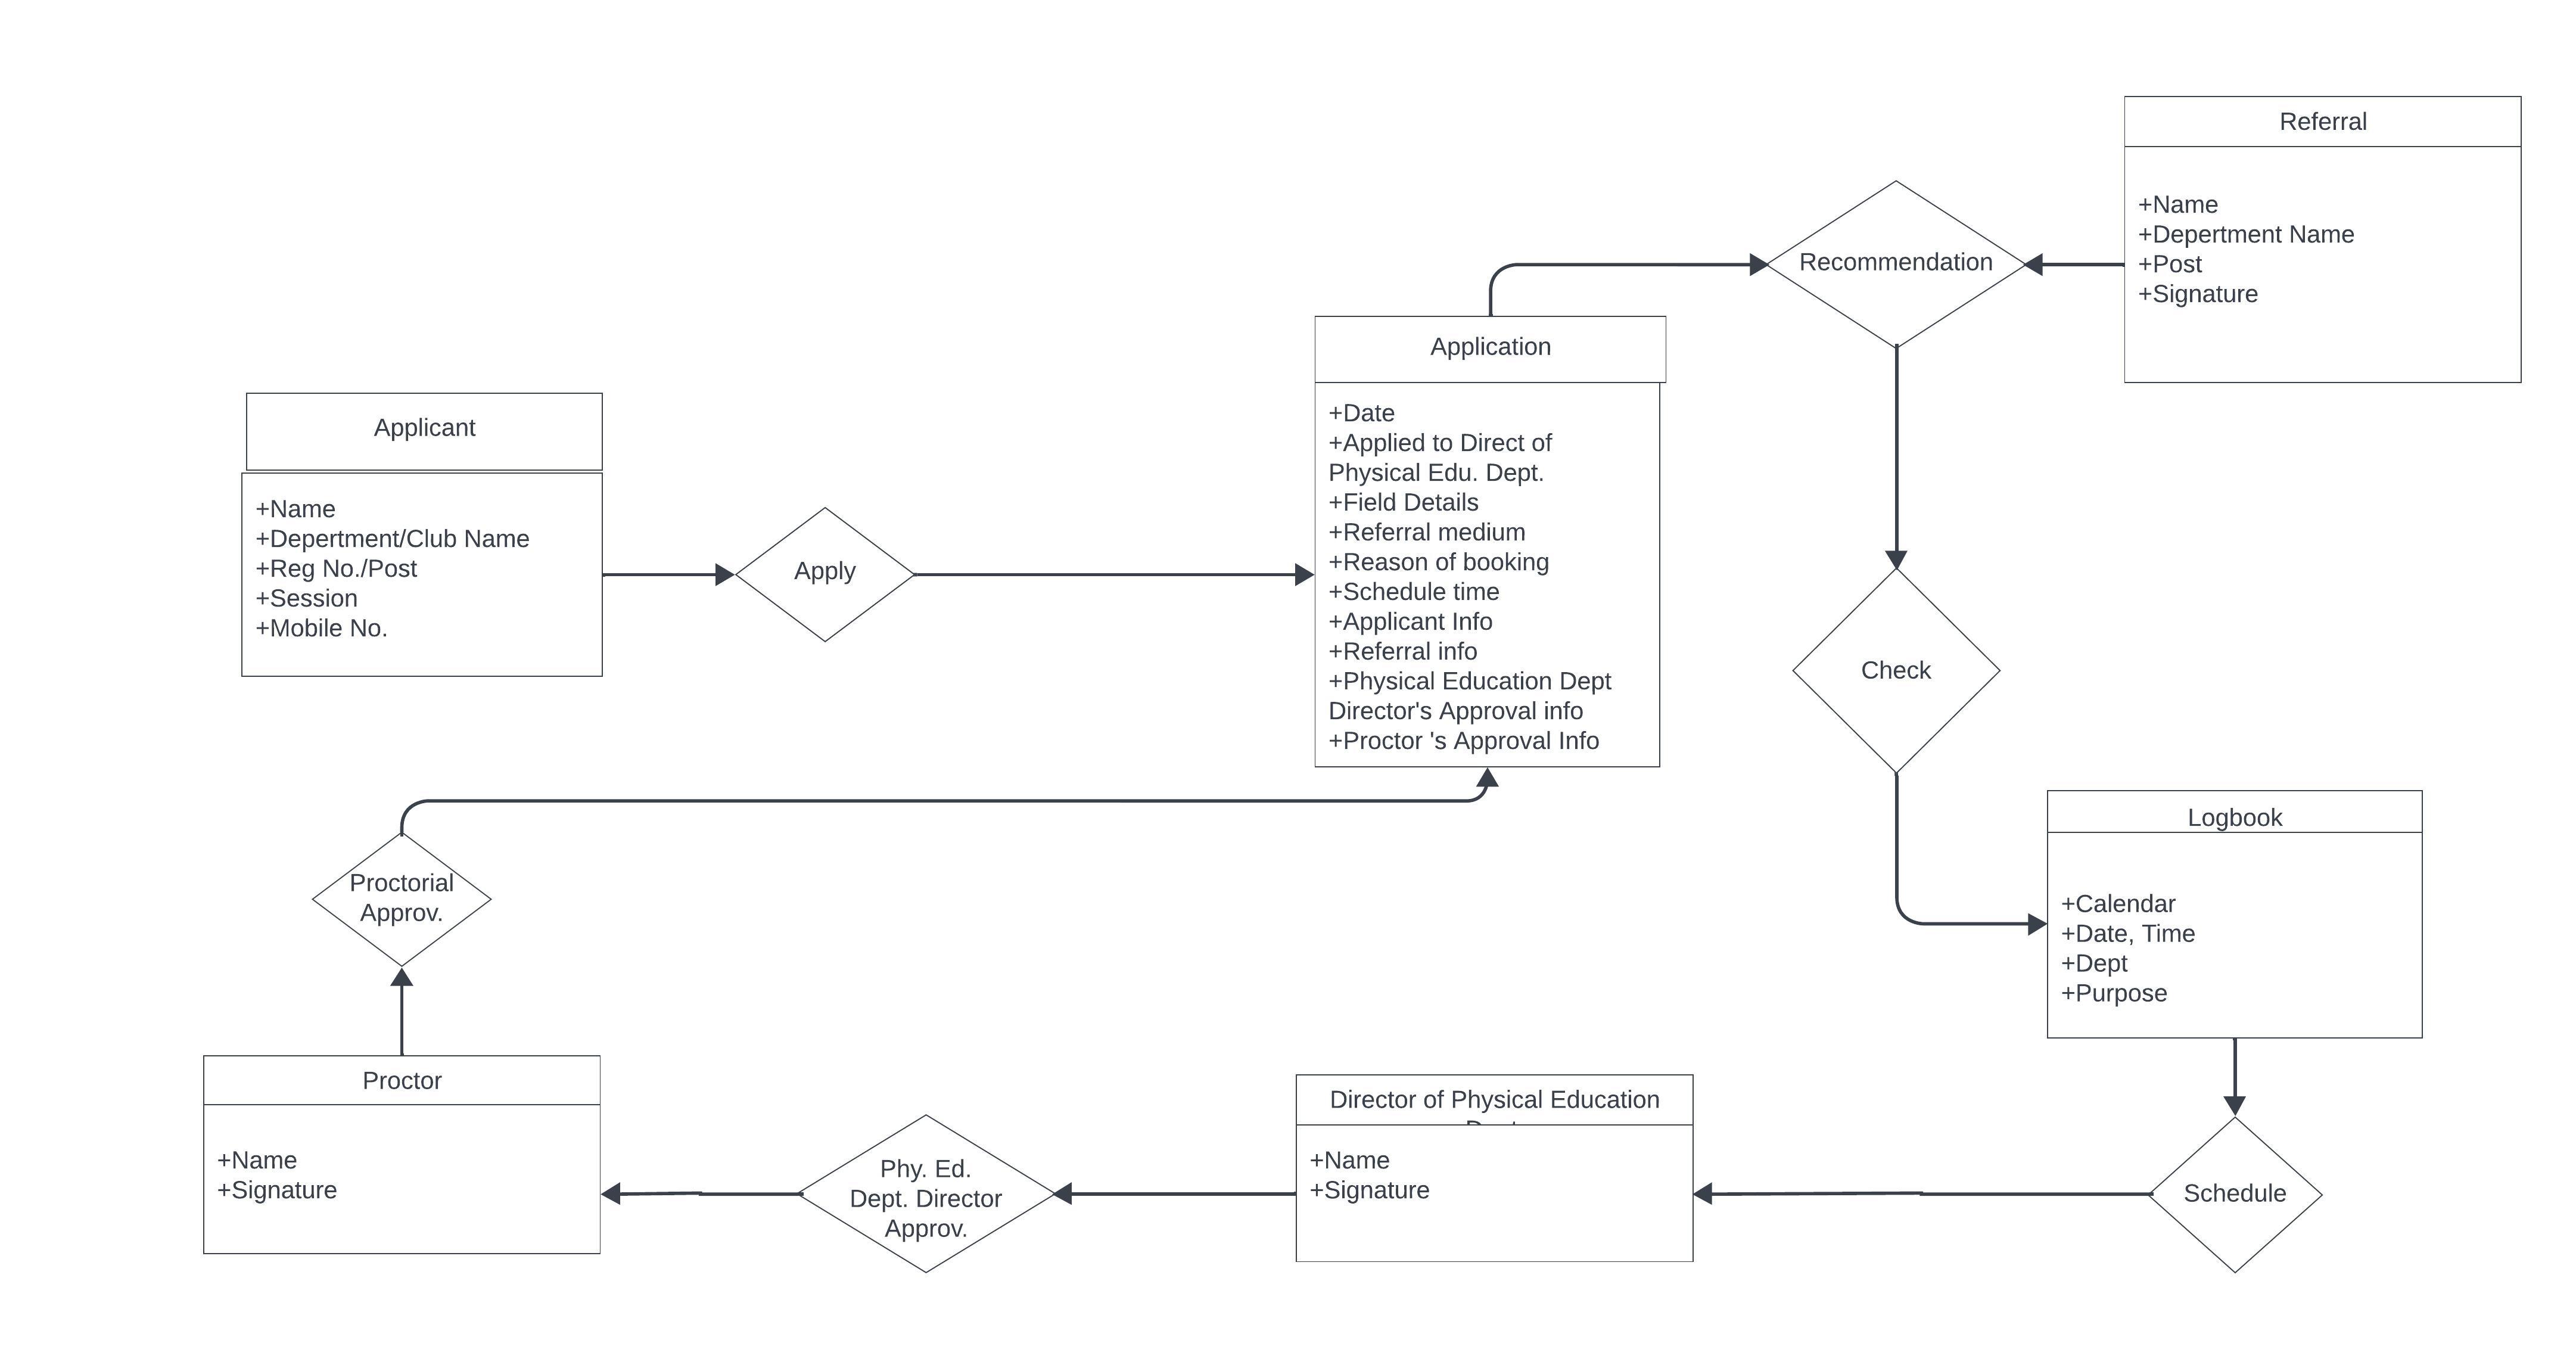 Referral
+Name
+Depertment Name
+Post
+Signature
Recommendation
Application
+Date
+Applied to Direct of
Physical Edu. Dept.
+Field Details
+Referral medium
+Reason of booking
+Schedule time
+Applicant Info
+Referral info
+Physical Education Dept
Director's Approval info
+Proctor 's Approval Info
Applicant
+Name
+Depertment/Club Name
+Reg No./Post
+Session
+Mobile No.
Apply
Check
Logbook
+Calendar
+Date, Time
+Dept
+Purpose
Proctorial
Approv.
Proctor
+Name
+Signature
Phy. Ed.
Dept. Director
Approv.
Director of Physical Education
+Name
+Signature
Schedule